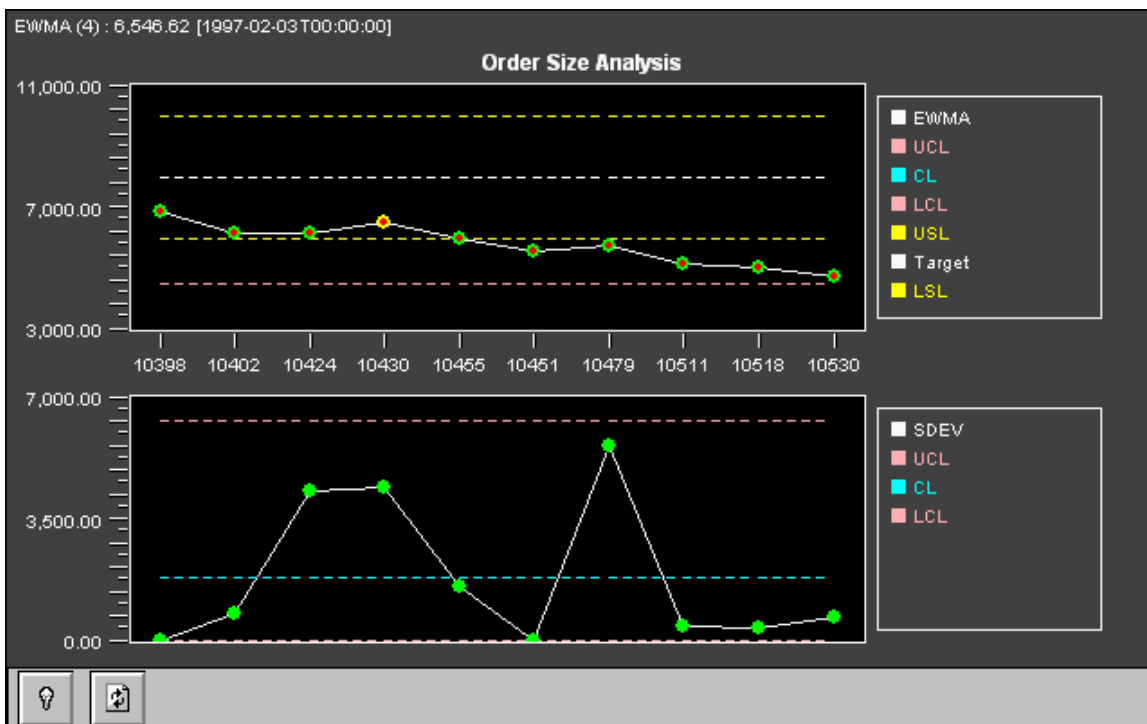 EWMA (4) : 6,546.62 [1997-02-03T00:00:00]
Order Size Analysis
11,000.00
7,000.00
3,000.00
10398 10402 10424 10430 10455 10451 10479 10511 10518 10530
EWMA
UCL
CL
LCL
USL
Target
LSL
7,000.00
3,500.00
0.00
SDEV
UCL
CL
LCL